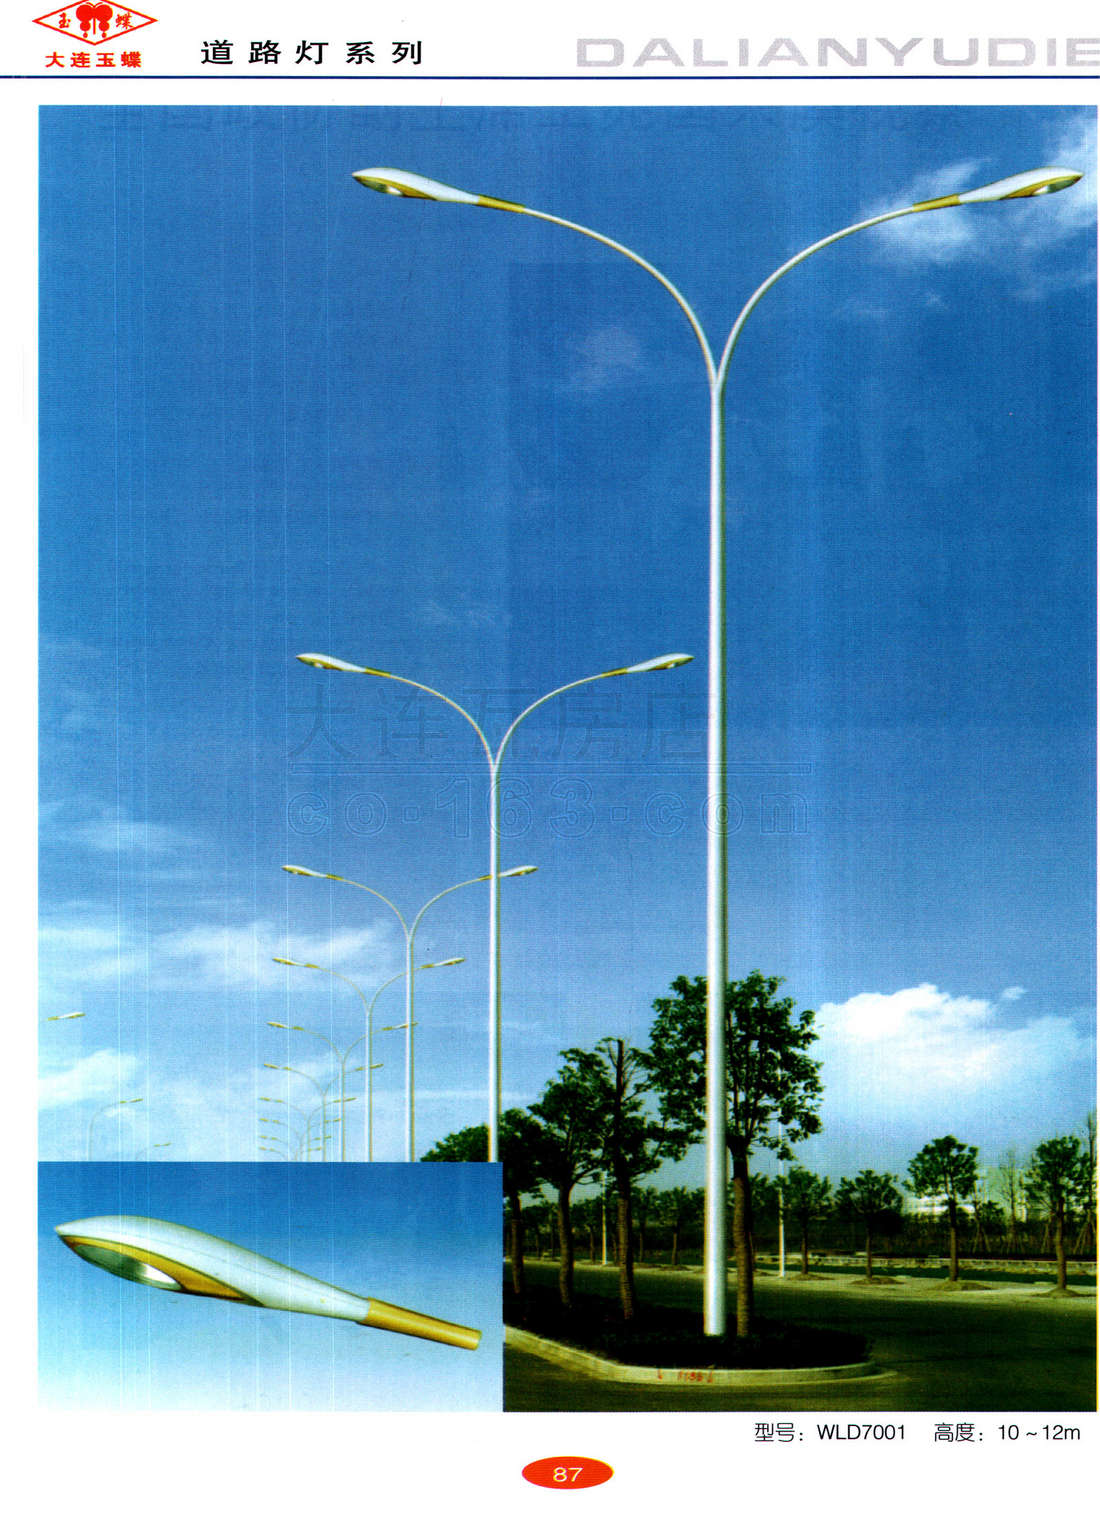 玉 蝶
大连玉蝶
道路灯系列
DALIANYUDIE
大连瓦房店
co·163·com
型号：WLD7001 高度：10～12m
87